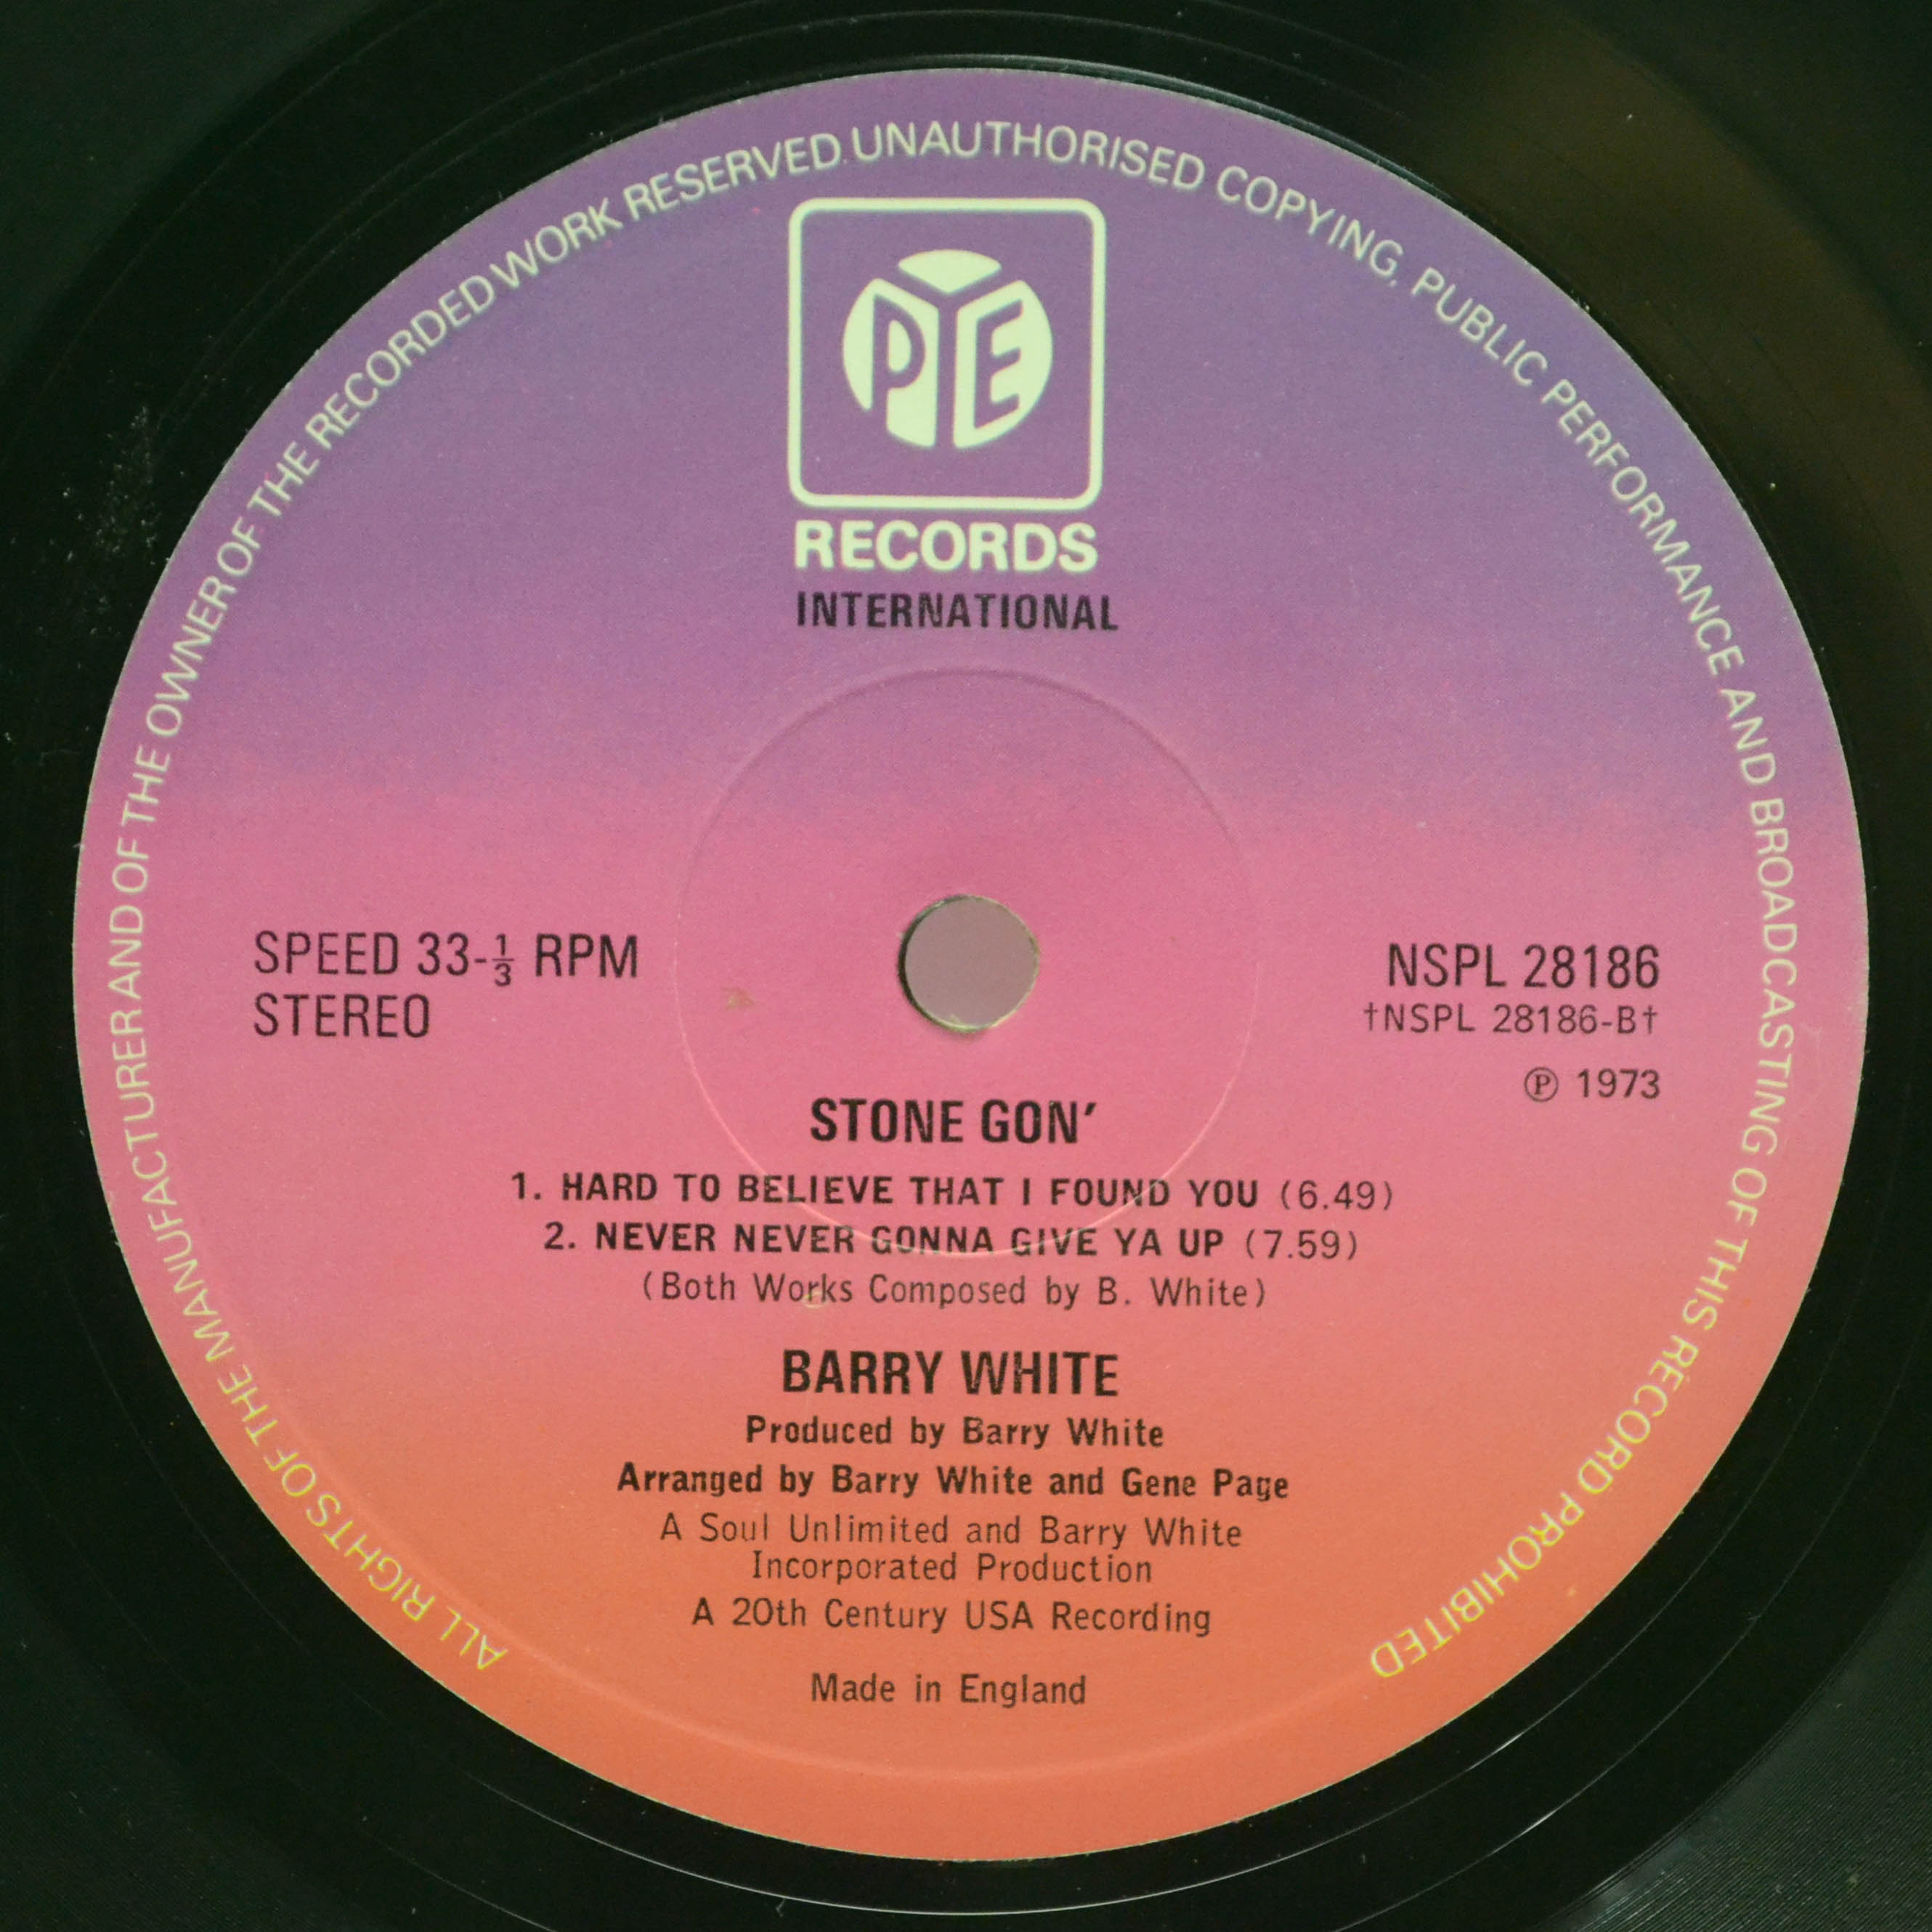 ALL RIGHTS OF THE MANUFACTURER AND OF THE OWNER OF THE RECORDED WORK RESERVED. UNAUTHORISED COPYING, PUBLIC PERFORMANCE AND BROADCASTING OF THIS RECORD PROHIBITED
PYE
RECORDS
INTERNATIONAL
SPEED 33-⅓ RPM
STEREO
NSPL 28186
†NSPL 28186-B†
℗ 1973
STONE GON'
1. HARD TO BELIEVE THAT I FOUND YOU (6.49)
2. NEVER NEVER GONNA GIVE YA UP (7.59)
(Both Works Composed by B. White)
BARRY WHITE
Produced by Barry White
Arranged by Barry White and Gene Page
A Soul Unlimited and Barry White
Incorporated Production
A 20th Century USA Recording
Made in England